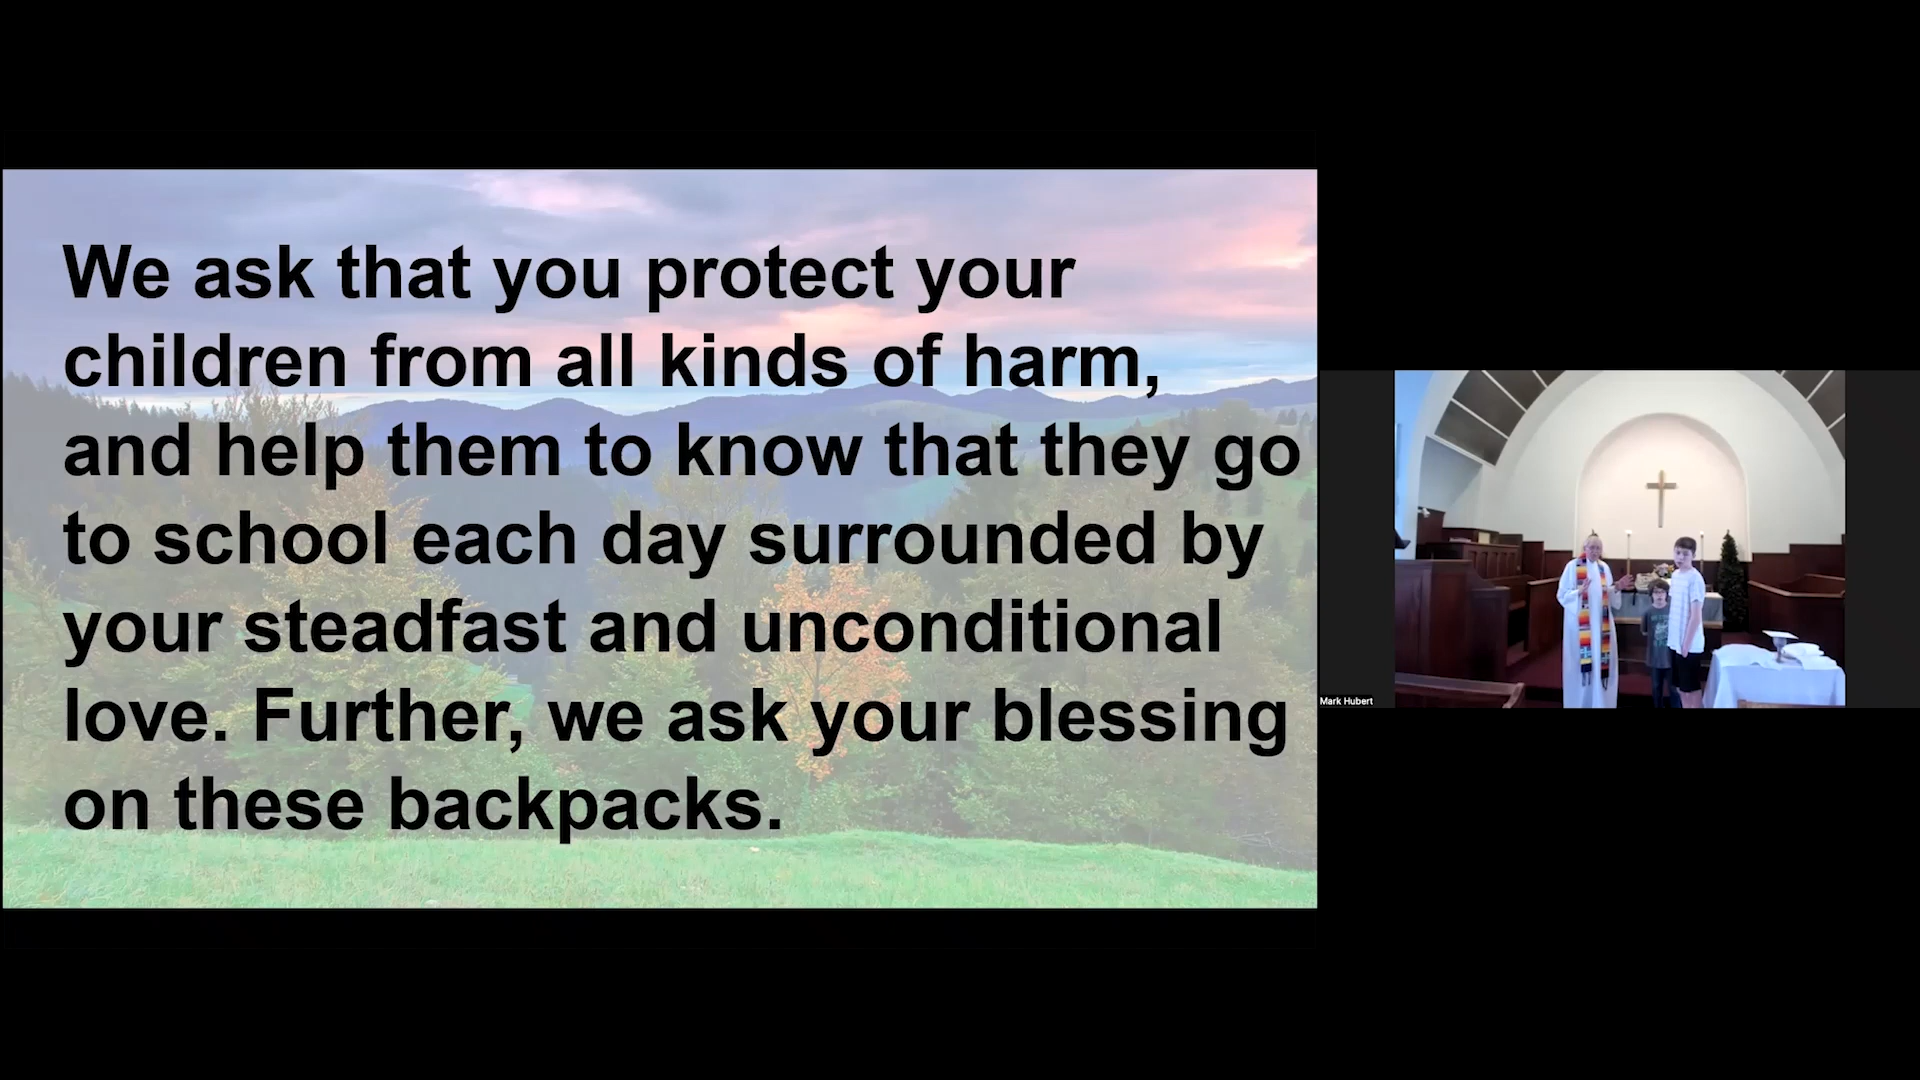 We ask that you protect your
children from all kinds of harm,
and help them to know that they go
to school each day surrounded by
your steadfast and unconditional
love. Further, we ask your blessing
on these backpacks.
Mark Hubert